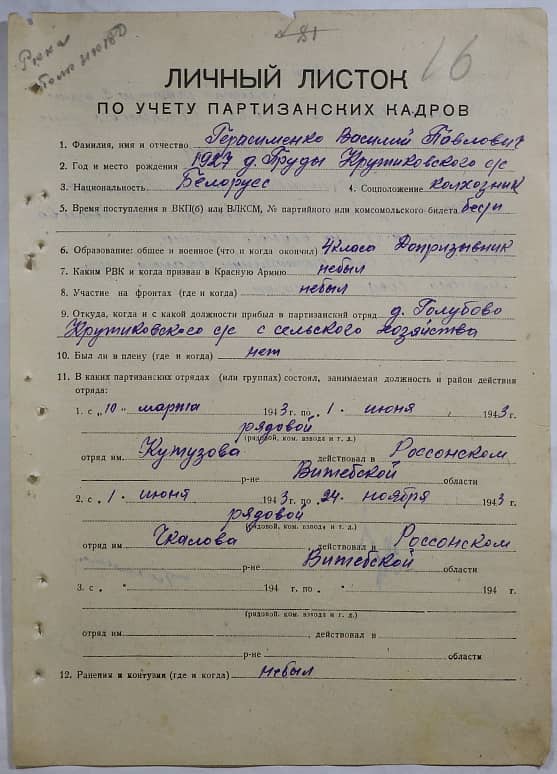 81
16
ЛИЧНЫЙ ЛИСТОК
ПО УЧЕТУ ПАРТИЗАНСКИХ КАДРОВ
1. Фамилия, имя и отчество Герасименко Василий Павлович
2. Год и место рождения 1927 д. Груды Крутиковского с/с
3. Национальность Белорусс 4. Соцположение колхозник
5. Время поступления в ВКП(б) или ВЛКСМ, № партийного или комсомольского билета бесп
6. Образование: общее и военное (что и когда окончил) 4 класа Допризывник
7. Каким РВК и когда призван в Красную Армию небыл
8. Участие на фронтах (где и когда) небыл
9. Откуда, когда и с какой должности прибыл в партизанский отряд д. Голубово
Крутиковского с/с с сельского хозяйства
10. Был ли в плену (где и когда) нет
11. В каких партизанских отрядах (или группах) состоял, занимаемая должность и район действия
отряда:
1. с „10" марта 1943 г. по 1 · июня 1943 г.
рядовой
(рядовой, ком. взвода и т. д.)
отряд им. Кутузова действовал в Россонском
р-не Витебской области
2. с 1 · июня 1943 г. по 24 · ноября 1943 г.
рядовой
(рядовой, ком. взвода и т. д.)
отряд им Чкалова действовал в Россонском
р-не Витебской области
3. с „ " 194 г. по „ " 194 г.
(рядовой, ком. взвода и т. д.)
отряд им. , действовал в
р-не области
12. Ранения и контузии (где и когда) небыл